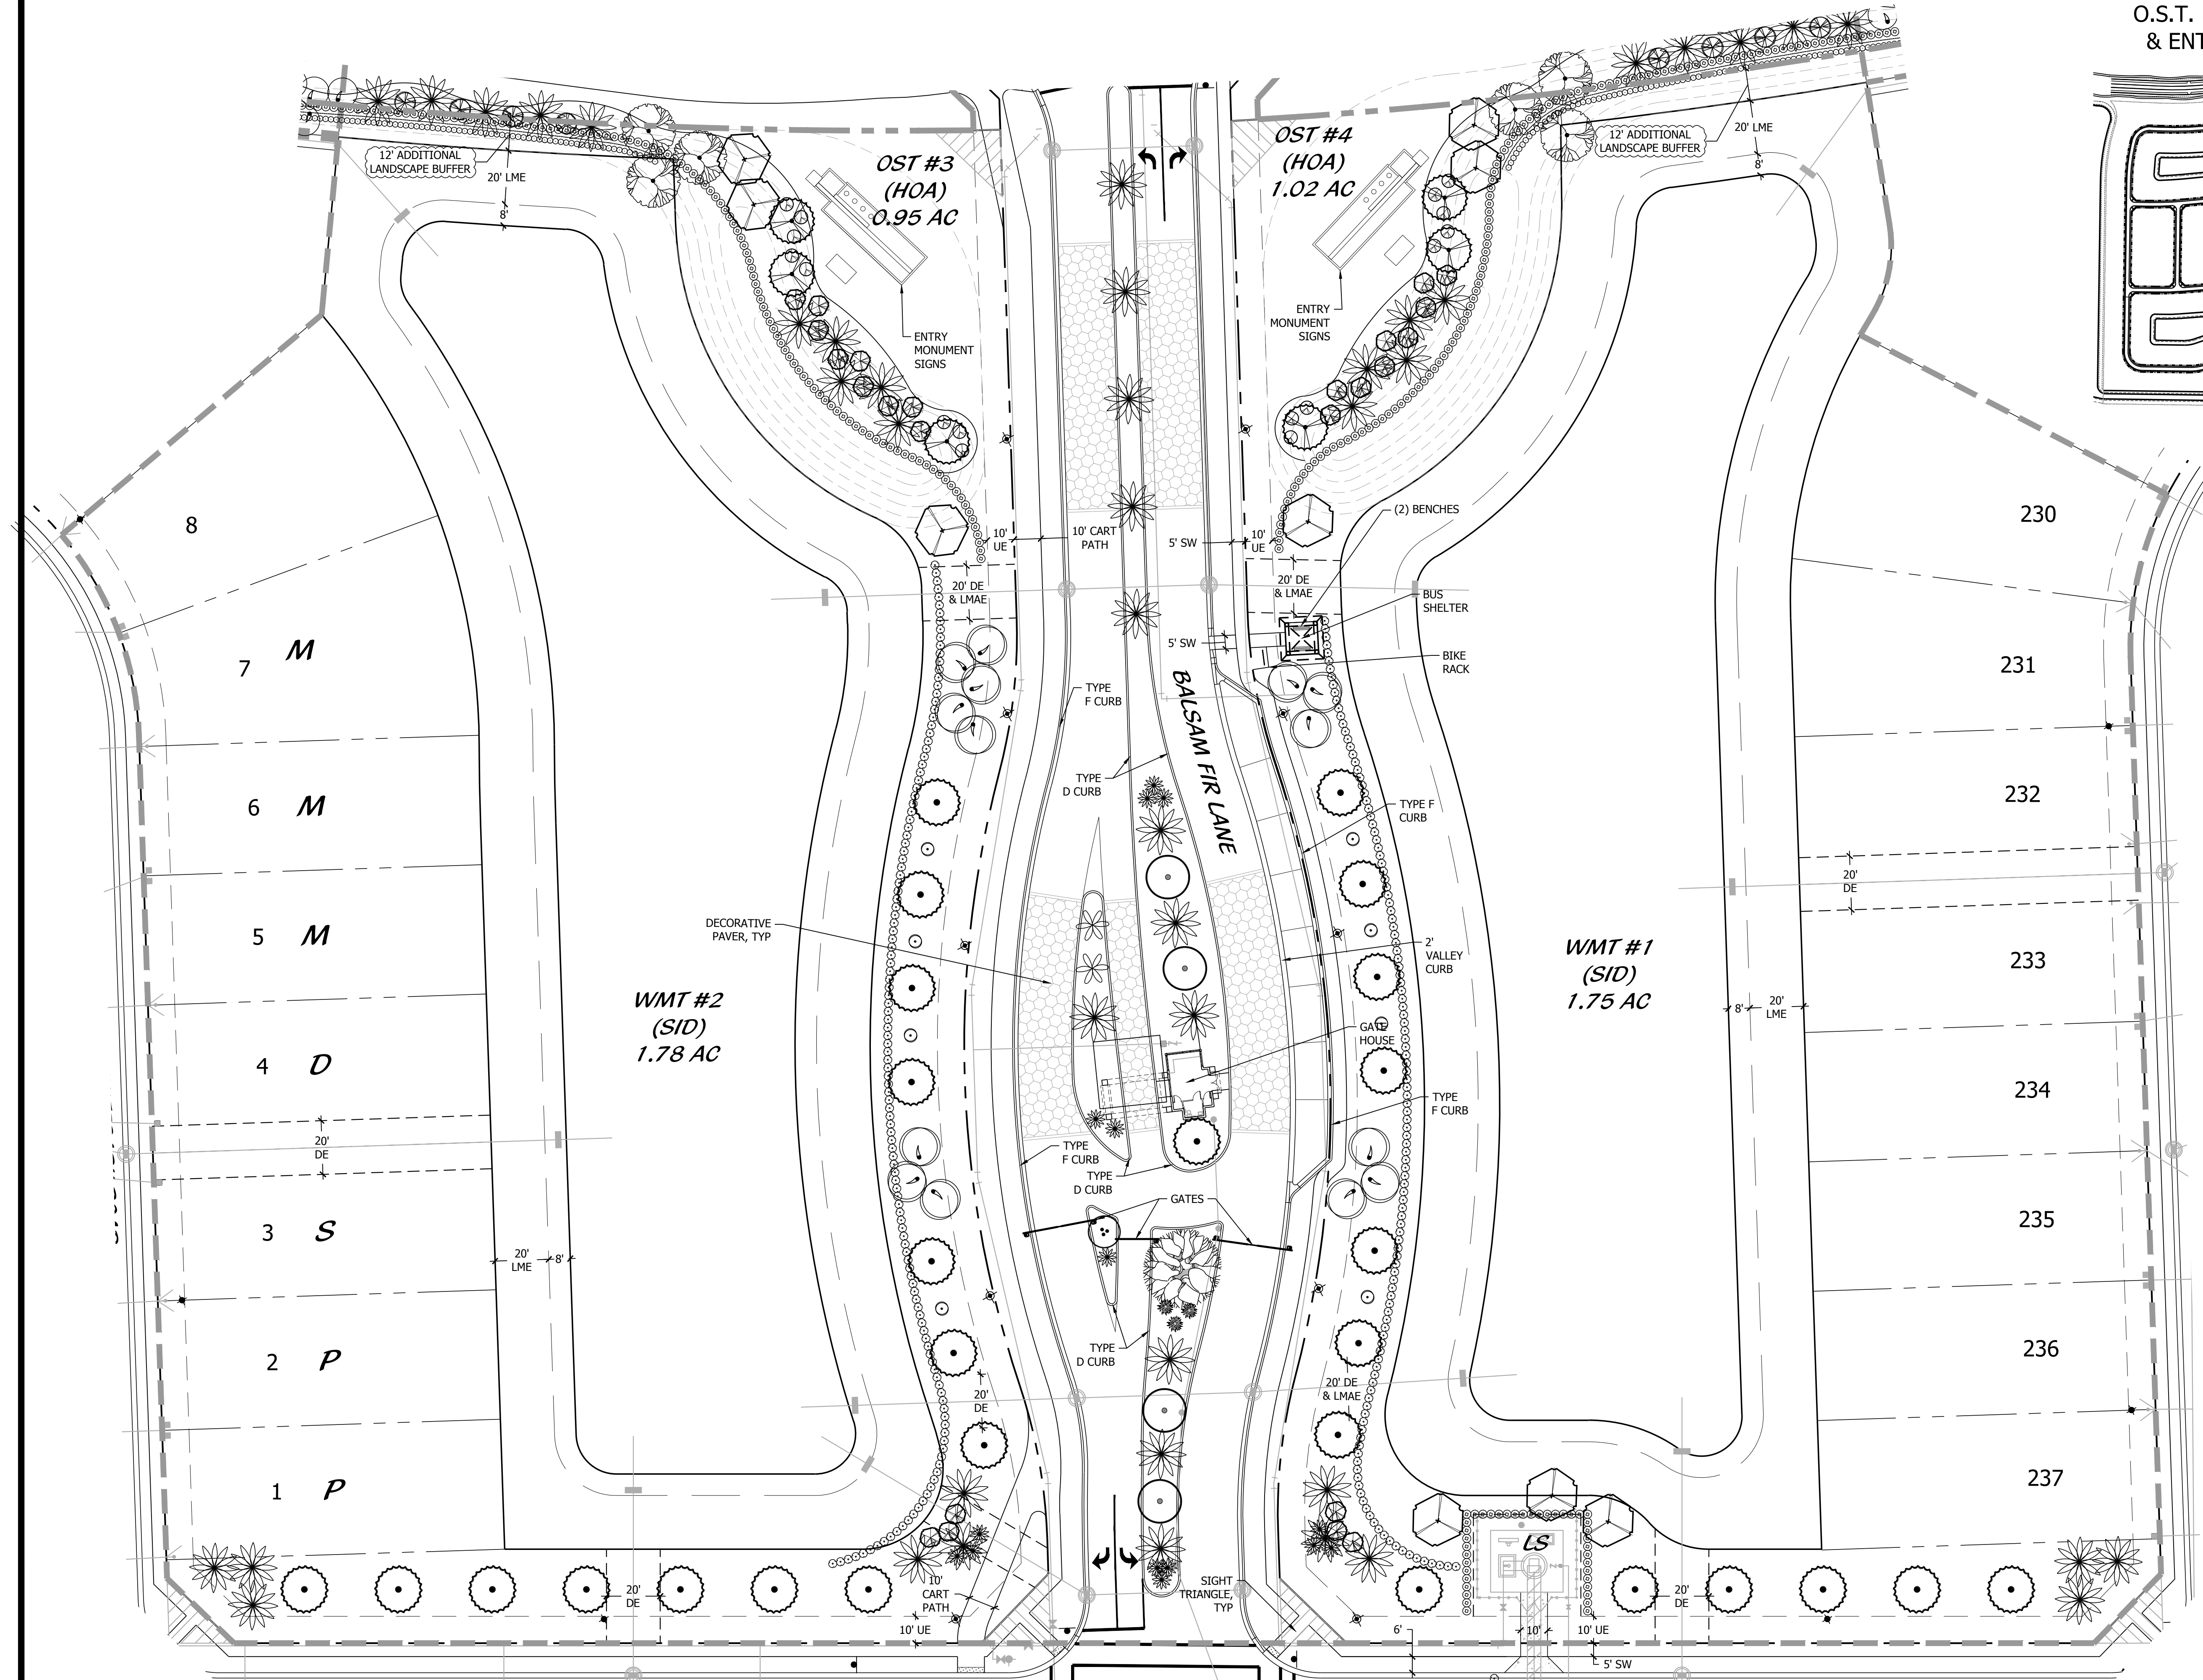 O.S.T.
& ENT
12' ADDITIONAL
LANDSCAPE BUFFER
20' LME
8'
OST #3
(HOA)
0.95 AC
ENTRY
MONUMENT
SIGNS
OST #4
(HOA)
1.02 AC
ENTRY
MONUMENT
SIGNS
12' ADDITIONAL
LANDSCAPE BUFFER
20' LME
8'
10'
UE
10' CART
PATH
5' SW
10'
UE
(2) BENCHES
20' DE
& LMAE
20' DE
& LMAE
BUS
SHELTER
5' SW
BIKE
RACK
TYPE
F CURB
BALSAM FIR LANE
TYPE
D CURB
TYPE F
CURB
DECORATIVE
PAVER, TYP
2'
VALLEY
CURB
GATE
HOUSE
TYPE
F CURB
TYPE
F CURB
TYPE
D CURB
GATES
TYPE
D CURB
WMT #2
(SID)
1.78 AC
WMT #1
(SID)
1.75 AC
8'
20'
LME
8
7 M
6 M
5 M
4 D
20'
DE
3 S
20'
LME
8'
2 P
1 P
230
231
232
20'
DE
233
234
235
236
237
20'
DE
20' DE
& LMAE
LS
20'
DE
10'
CART
PATH
10' UE
SIGHT
TRIANGLE,
TYP
6'
10'
10' UE
5' SW
20'
DE